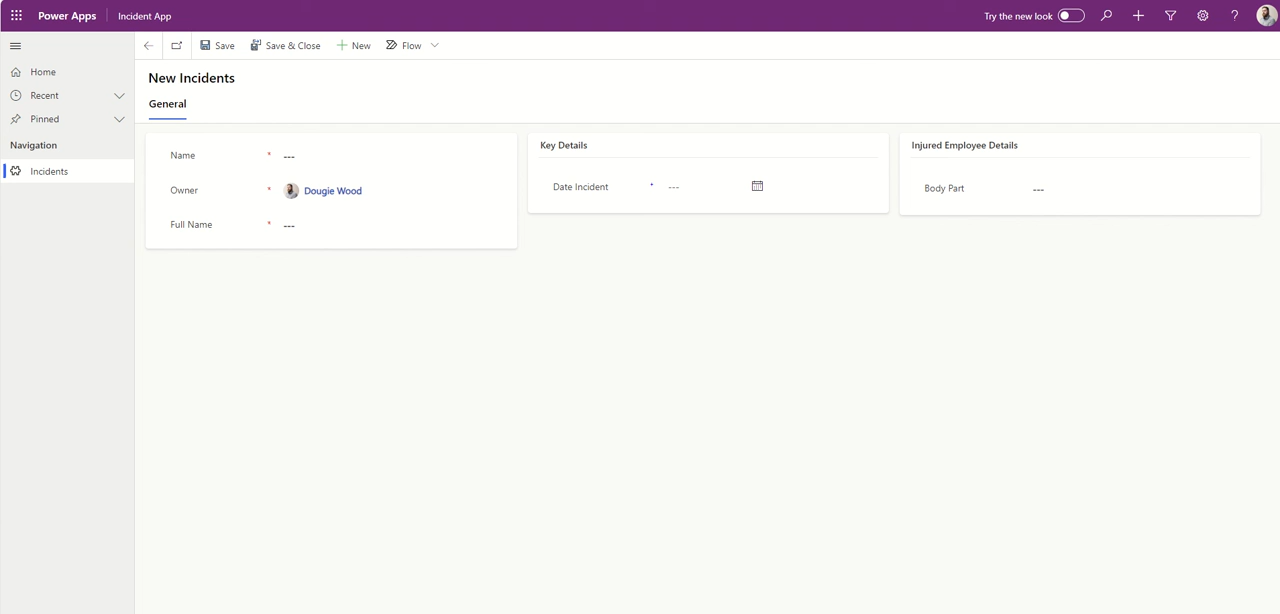 Power Apps Incident App Try the new look ?
Save Save & Close New Flow
Home
Recent
Pinned
Navigation
Incidents
New Incidents
General
Name * ---
Owner * Dougie Wood
Full Name * ---
Key Details
Date Incident + ---
Injured Employee Details
Body Part ---